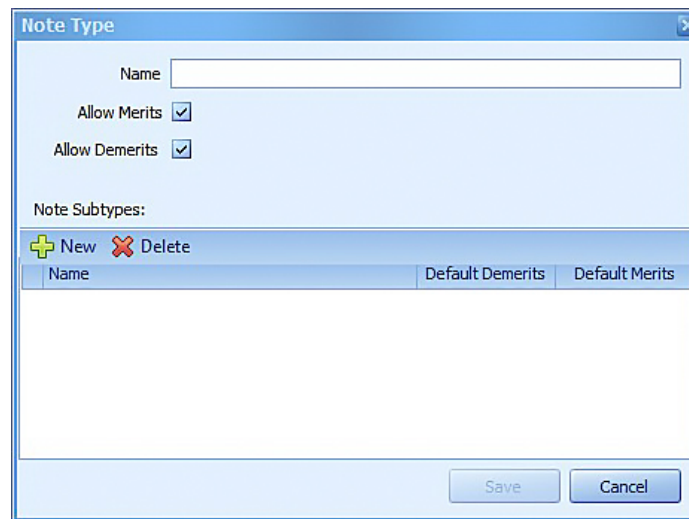 Note Type
Name
Allow Merits
Allow Demerits
Note Subtypes:
New Delete
Name Default Demerits Default Merits
Save Cancel